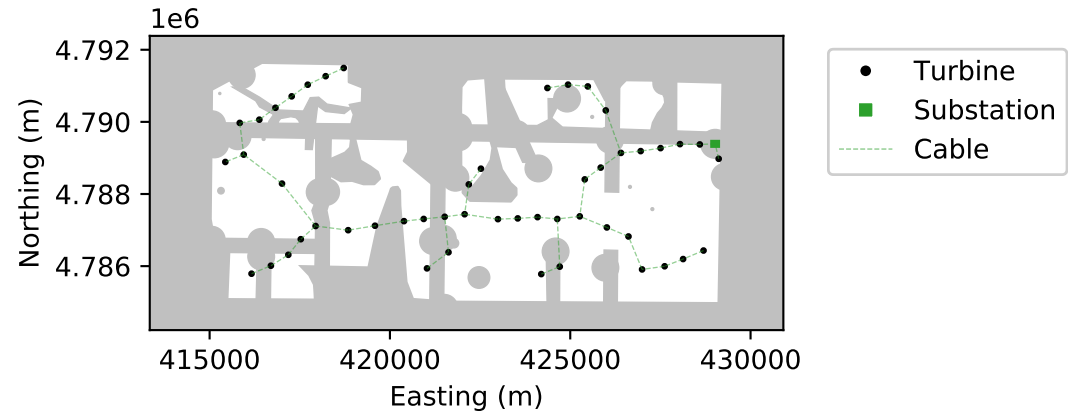 1e6
4.792
4.790
4.788
4.786
Northing (m)
415000 420000 425000 430000
Easting (m)
Turbine
Substation
Cable